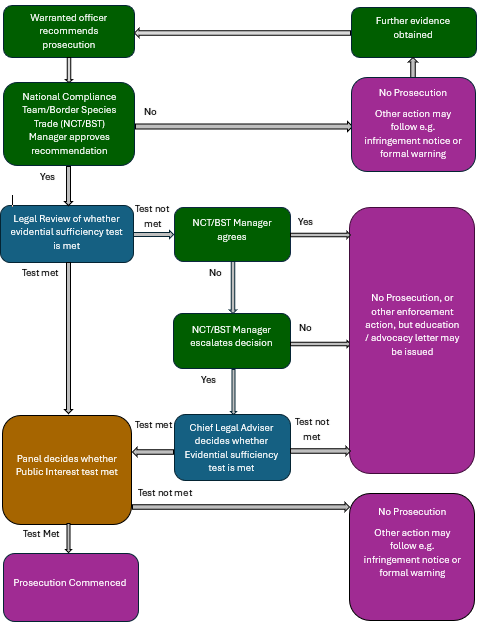 Warranted officer
recommends
prosecution
Further evidence
obtained
National Compliance
Team/Border Species
Trade (NCT/BST)
Manager approves
recommendation
No
No Prosecution
Other action may
follow e.g.
infringement notice or
formal warning
Yes
Legal Review of whether
evidential sufficiency test
is met
Test not
met
NCT/BST Manager
agrees
Yes
Test met
No
No Prosecution, or
other enforcement
action, but education
/ advocacy letter may
be issued
NCT/BST Manager
escalates decision
No
Yes
Panel decides whether
Public Interest test met
Test met
Chief Legal Adviser
decides whether
Evidential sufficiency
test is met
Test not
met
Test not met
No Prosecution
Other action may
follow e.g.
infringement notice or
formal warning
Test Met
Prosecution Commenced